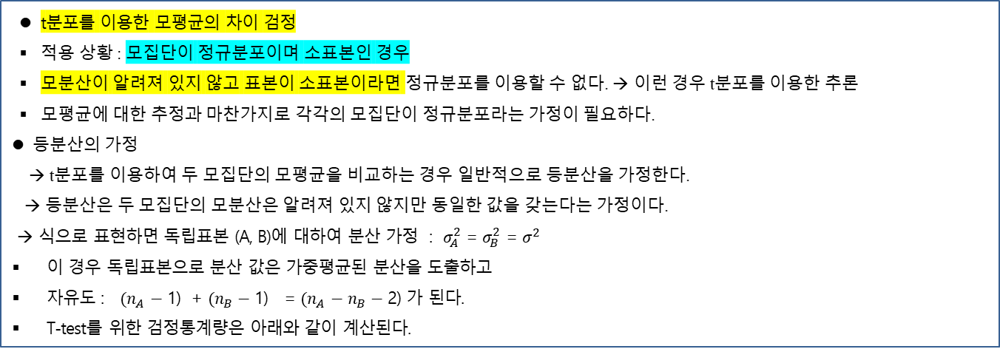 ● t분포를 이용한 모평균의 차이 검정
▪ 적용 상황 : 모집단이 정규분포이며 소표본인 경우
▪ 모분산이 알려져 있지 않고 표본이 소표본이라면 정규분포를 이용할 수 없다. → 이런 경우 t분포를 이용한 추론
▪ 모평균에 대한 추정과 마찬가지로 각각의 모집단이 정규분포라는 가정이 필요하다.
● 등분산의 가정
→ t분포를 이용하여 두 모집단의 모평균을 비교하는 경우 일반적으로 등분산을 가정한다.
→ 등분산은 두 모집단의 모분산은 알려져 있지 않지만 동일한 값을 갖는다는 가정이다.
→ 식으로 표현하면 독립표본 (A, B)에 대하여 분산 가정 : σ_A^2 = σ_B^2 = σ^2
▪ 이 경우 독립표본으로 분산 값은 가중평균된 분산을 도출하고
▪ 자유도 : (n_A − 1) + (n_B − 1) = (n_A − n_B − 2) 가 된다.
▪ T-test를 위한 검정통계량은 아래와 같이 계산된다.